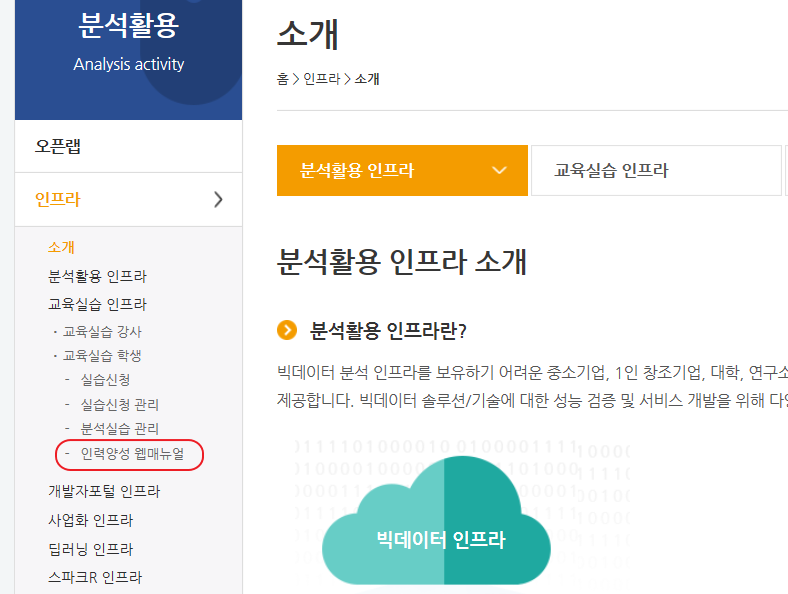 분석활용
Analysis activity
오픈랩
인프라
소개
분석활용 인프라
교육실습 인프라
· 교육실습 강사
· 교육실습 학생
- 실습신청
- 실습신청 관리
- 분석실습 관리
- 인력양성 웹매뉴얼
개발자포털 인프라
사업화 인프라
딥러닝 인프라
스파크R 인프라
소개
홈 > 인프라 > 소개
분석활용 인프라
교육실습 인프라
분석활용 인프라 소개
분석활용 인프라란?
빅데이터 분석 인프라를 보유하기 어려운 중소기업, 1인 창조기업, 대학, 연구소
제공합니다. 빅데이터 솔루션/기술에 대한 성능 검증 및 서비스 개발을 위해
빅데이터 인프라